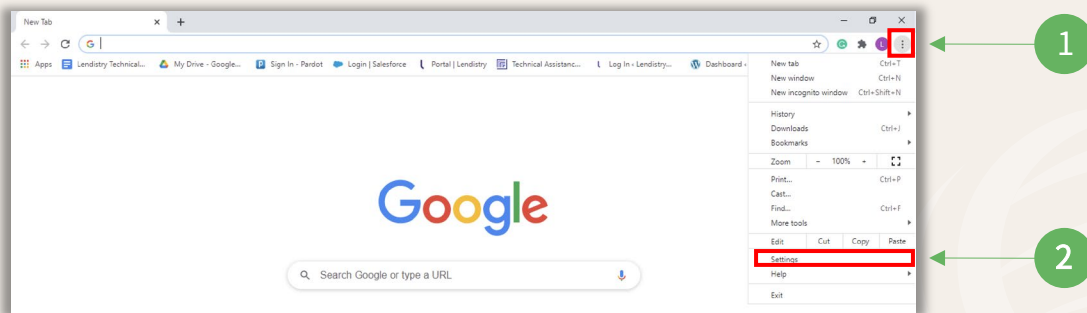 New Tab
G
L
1
Apps Lendistry Technical... My Drive - Google... Sign In - Pardot Login | Salesforce Portal | Lendistry Technical Assistanc... Log In ‹ Lendistry... Dashboard ‹
New tab Ctrl+T
New window Ctrl+N
New incognito window Ctrl+Shift+N
History
Downloads Ctrl+J
Bookmarks
Zoom - 100% +
Print... Ctrl+P
Cast...
Find... Ctrl+F
More tools
Edit Cut Copy Paste
Settings
2
Help
Exit
Google
Search Google or type a URL